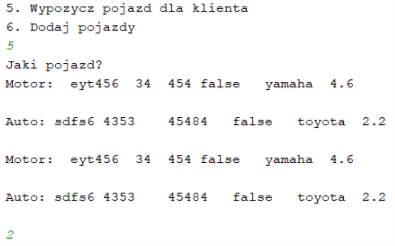 5. Wypozycz pojazd dla klienta
6. Dodaj pojazdy
5
Jaki pojazd?
Motor:  eyt456  34  454 false   yamaha  4.6
Auto: sdfs6 4353    45484   false   toyota  2.2
Motor:  eyt456  34  454 false   yamaha  4.6
Auto: sdfs6 4353    45484   false   toyota  2.2
2